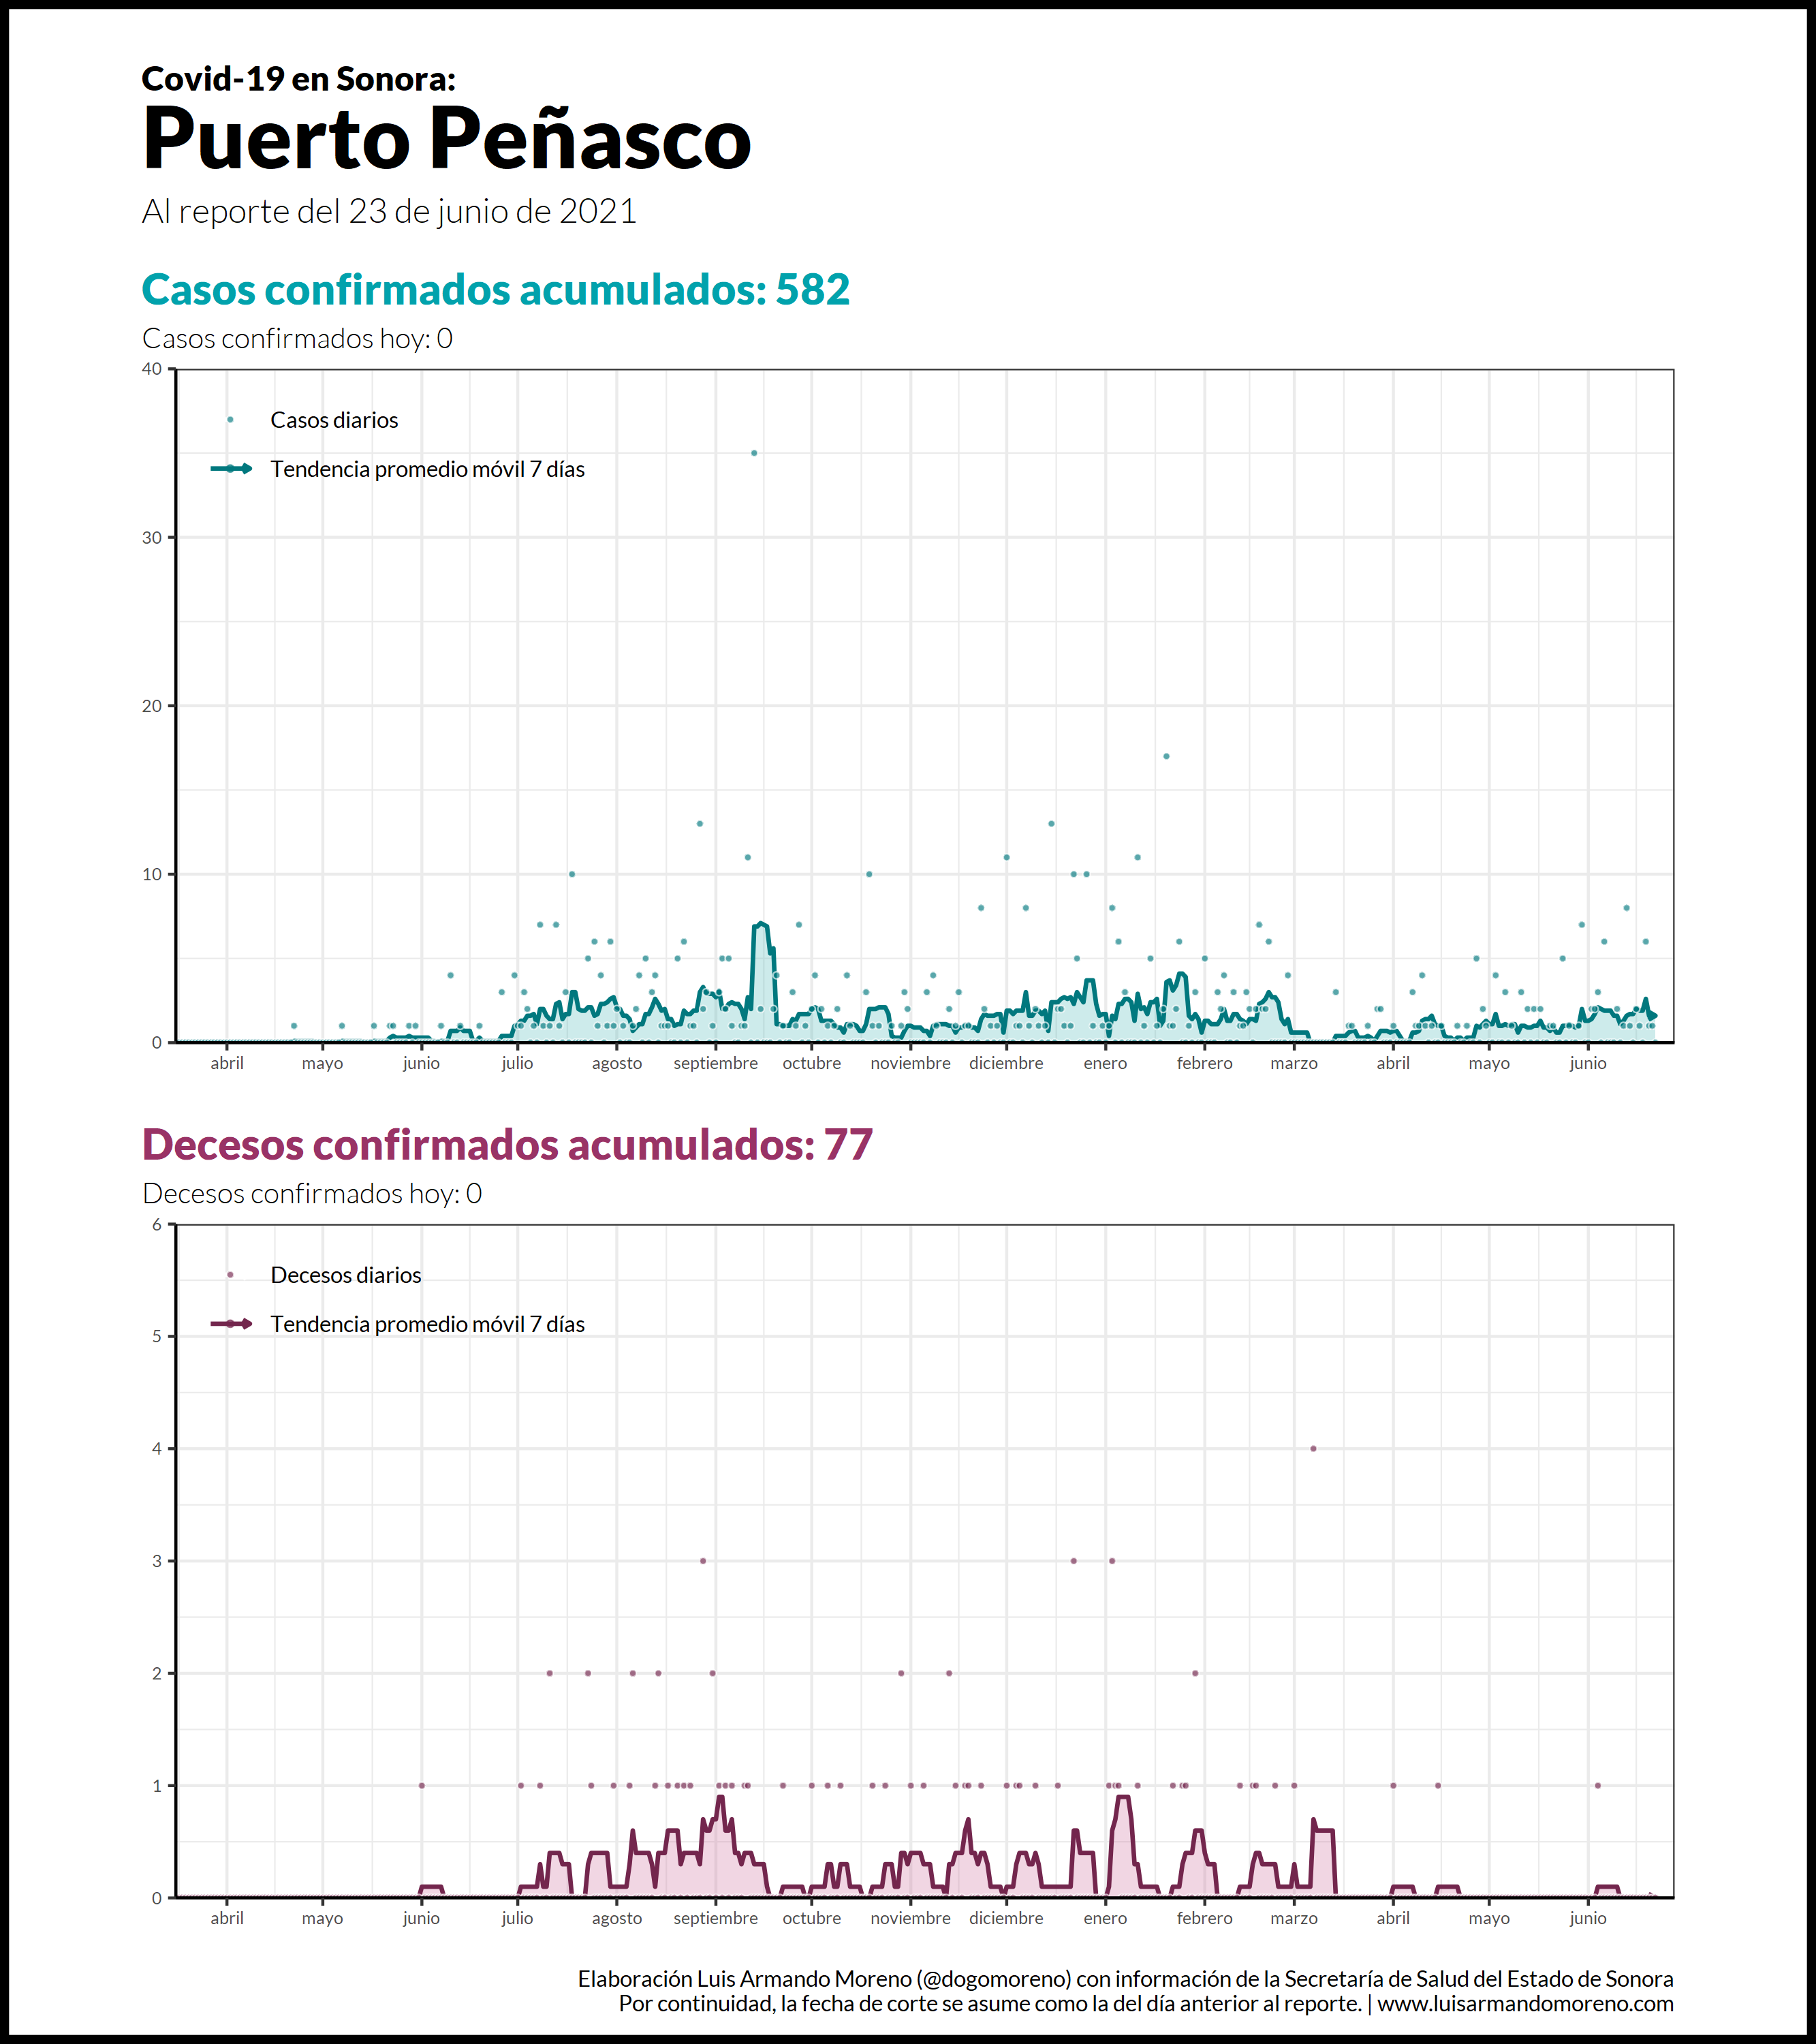 Covid-19 en Sonora:
Puerto Peñasco
Al reporte del 23 de junio de 2021
Casos confirmados acumulados: 582
Casos confirmados hoy: 0
40
30
20
10
0
Casos diarios
Tendencia promedio móvil 7 días
abril mayo junio julio agosto septiembre octubre noviembre diciembre enero febrero marzo abril mayo junio
Decesos confirmados acumulados: 77
Decesos confirmados hoy: 0
6
5
4
3
2
1
0
Decesos diarios
Tendencia promedio móvil 7 días
abril mayo junio julio agosto septiembre octubre noviembre diciembre enero febrero marzo abril mayo junio
Elaboración Luis Armando Moreno (@dogomoreno) con información de la Secretaría de Salud del Estado de Sonora
Por continuidad, la fecha de corte se asume como la del día anterior al reporte. | www.luisarmandomoreno.com